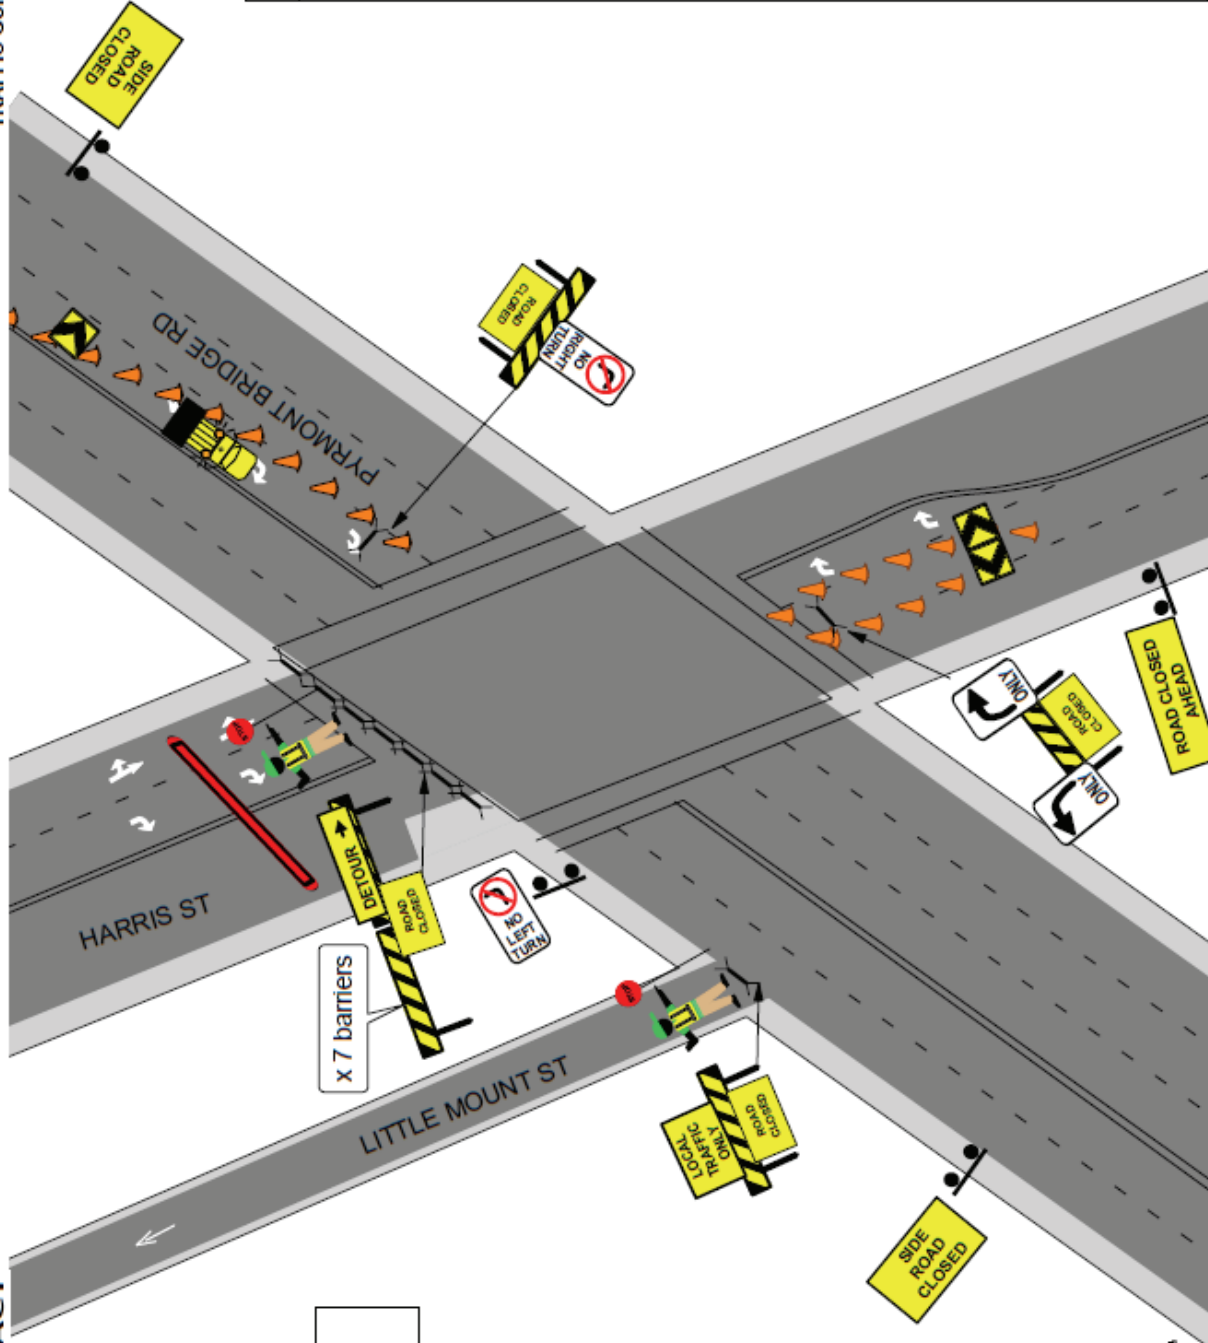 SIDE
ROAD
CLOSED
PYRMONT BRIDGE RD
ROAD
CLOSED
NO
RIGHT
TURN
STOP
HARRIS ST
DETOUR
ROAD
CLOSED
x 7 barriers
NO
LEFT
TURN
STOP
LITTLE MOUNT ST
LOCAL
TRAFFIC
ONLY
ROAD
CLOSED
ONLY
ROAD
CLOSED
ONLY
ROAD CLOSED
AHEAD
SIDE
ROAD
CLOSED